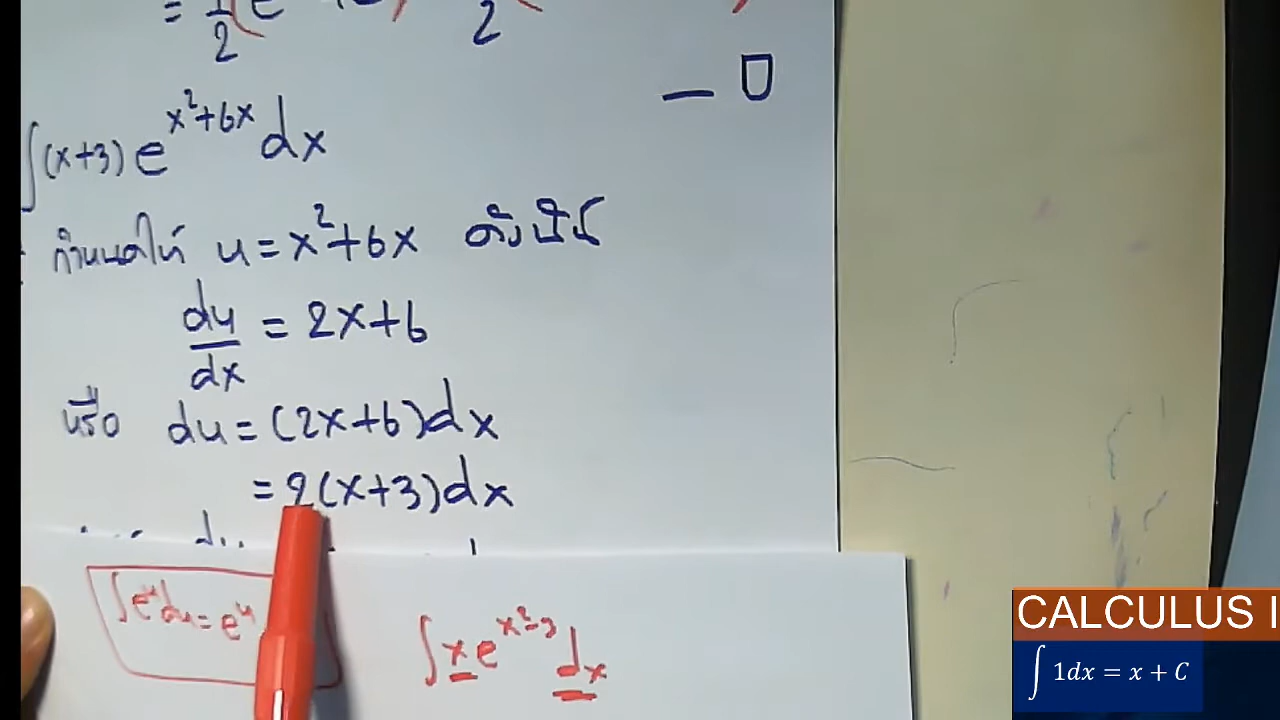 = 1/2 (e 2
– 0
∫(x+3) e^{x²+6x} dx
กำหนดให้ u = x²+6x ดังนั้น
du/dx = 2x+6
หรือ du = (2x+6)dx
= 2(x+3)dx
∫e^u du = e^u
∫x e^{x²-3} dx
CALCULUS I
∫ 1dx = x + C